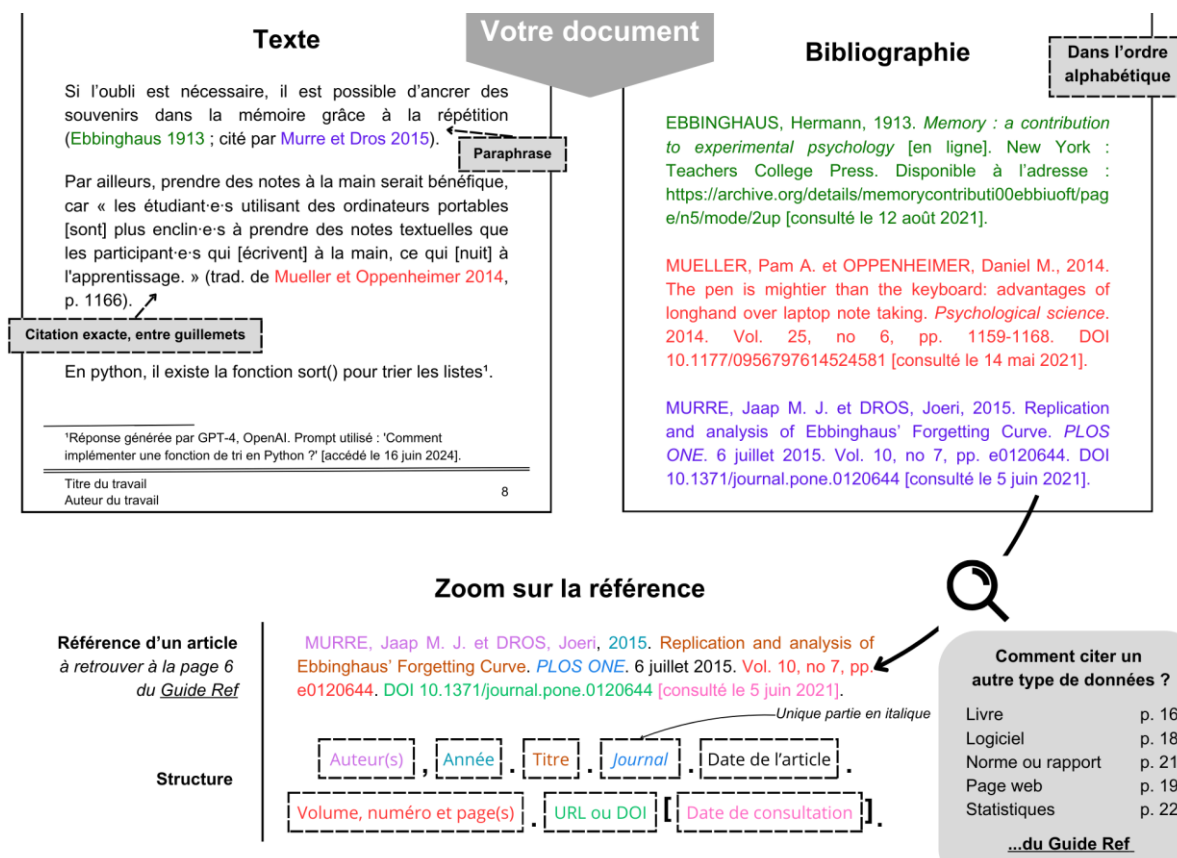 Votre document
Texte
Si l’oubli est nécessaire, il est possible d’ancrer des
souvenirs dans la mémoire grâce à la répétition
(Ebbinghaus 1913 ; cité par Murre et Dros 2015).
Paraphrase
Par ailleurs, prendre des notes à la main serait bénéfique,
car « les étudiant·e·s utilisant des ordinateurs portables
[sont] plus enclin·e·s à prendre des notes textuelles que
les participant·e·s qui [écrivent] à la main, ce qui [nuit] à
l'apprentissage. » (trad. de Mueller et Oppenheimer 2014,
p. 1166).
Citation exacte, entre guillemets
En python, il existe la fonction sort() pour trier les listes¹.
¹Réponse générée par GPT-4, OpenAI. Prompt utilisé : 'Comment
implémenter une fonction de tri en Python ?' [accédé le 16 juin 2024].
Titre du travail
Auteur du travail
8
Bibliographie
Dans l’ordre
alphabétique
EBBINGHAUS, Hermann, 1913. Memory : a contribution
to experimental psychology [en ligne]. New York :
Teachers College Press. Disponible à l’adresse :
https://archive.org/details/memorycontributi00ebbiuoft/pag
e/n5/mode/2up [consulté le 12 août 2021].
MUELLER, Pam A. et OPPENHEIMER, Daniel M., 2014.
The pen is mightier than the keyboard: advantages of
longhand over laptop note taking. Psychological science.
2014. Vol. 25, no 6, pp. 1159-1168. DOI
10.1177/0956797614524581 [consulté le 14 mai 2021].
MURRE, Jaap M. J. et DROS, Joeri, 2015. Replication
and analysis of Ebbinghaus’ Forgetting Curve. PLOS
ONE. 6 juillet 2015. Vol. 10, no 7, pp. e0120644. DOI
10.1371/journal.pone.0120644 [consulté le 5 juin 2021].
Zoom sur la référence
Référence d’un article
à retrouver à la page 6
du Guide Ref
MURRE, Jaap M. J. et DROS, Joeri, 2015. Replication and analysis of
Ebbinghaus’ Forgetting Curve. PLOS ONE. 6 juillet 2015. Vol. 10, no 7, pp.
e0120644. DOI 10.1371/journal.pone.0120644 [consulté le 5 juin 2021].
Unique partie en italique
Structure
Auteur(s) , Année . Titre . Journal . Date de l’article .
Volume, numéro et page(s) . URL ou DOI [ Date de consultation ] .
Comment citer un
autre type de données ?
Livre p. 16
Logiciel p. 18
Norme ou rapport p. 21
Page web p. 19
Statistiques p. 22
...du Guide Ref